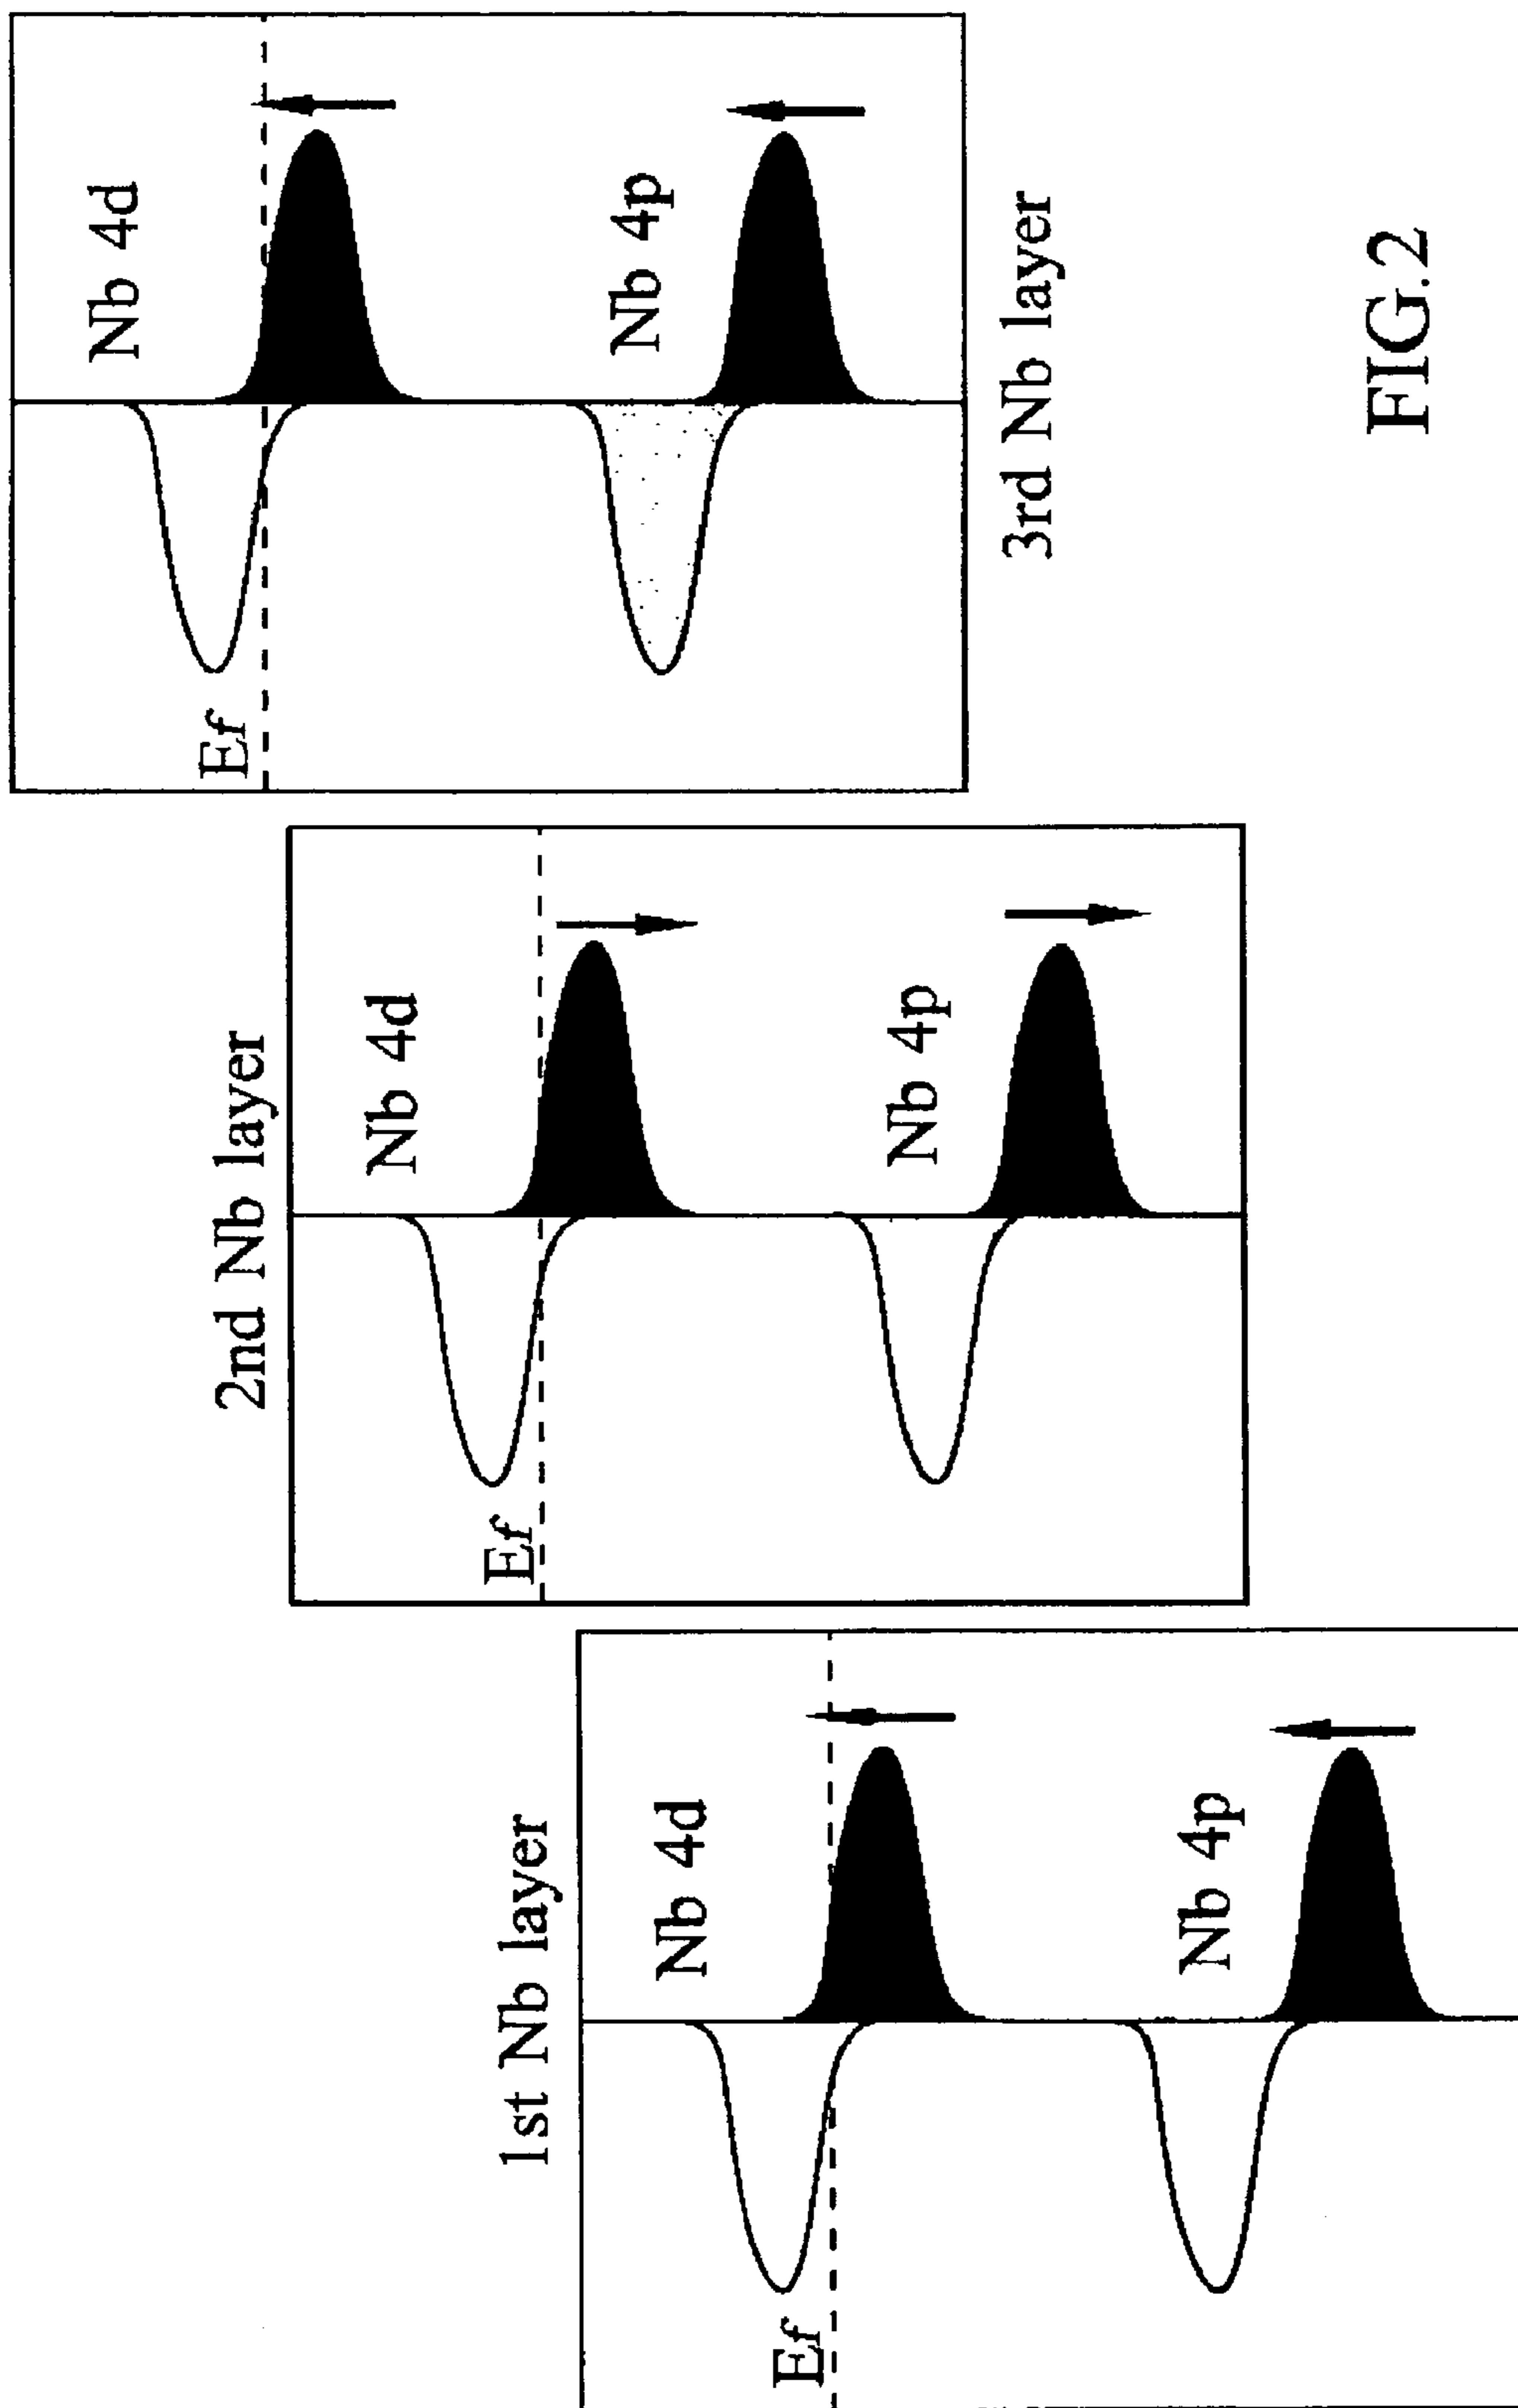 1st Nb layer
Nb 4d
Ef
Nb 4p
2nd Nb layer
Nb 4d
Ef
Nb 4p
Nb 4d
Ef
Nb 4p
3rd Nb layer
FIG.2